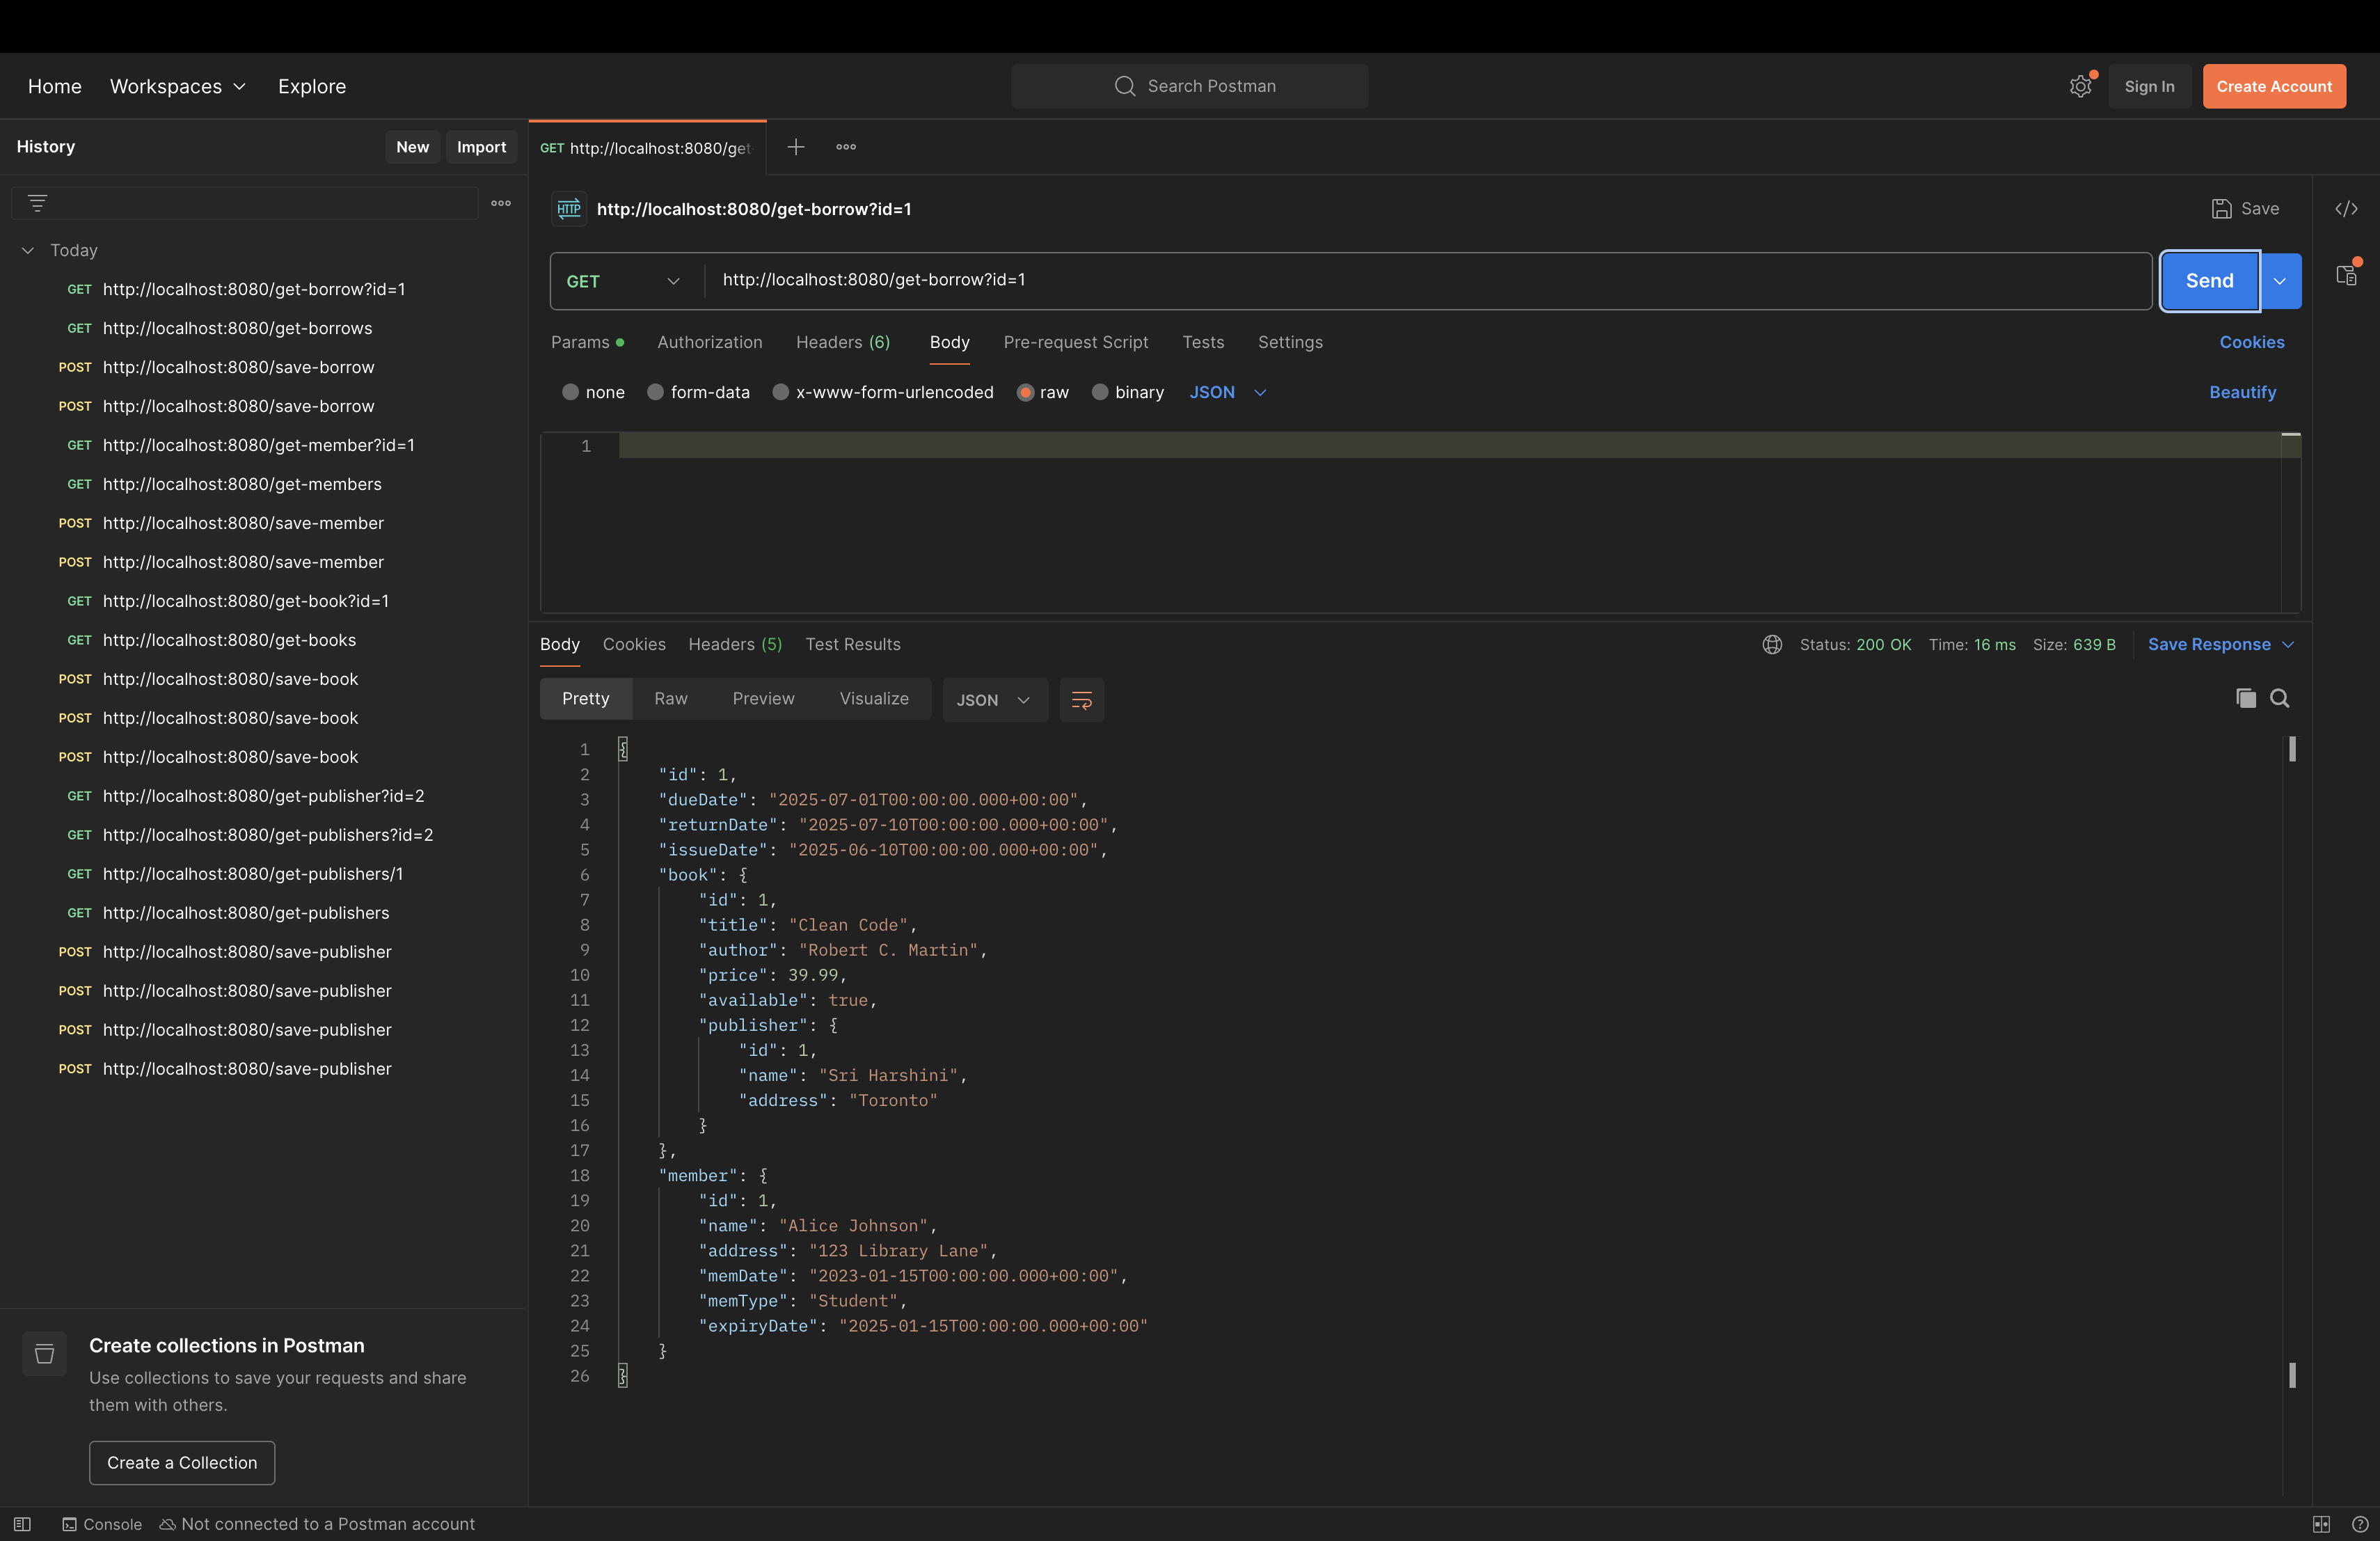 Home Workspaces Explore Search Postman Sign In Create Account
History New Import
GET http://localhost:8080/get
http://localhost:8080/get-borrow?id=1 Save
Today
GET http://localhost:8080/get-borrow?id=1
GET http://localhost:8080/get-borrows
POST http://localhost:8080/save-borrow
POST http://localhost:8080/save-borrow
GET http://localhost:8080/get-member?id=1
GET http://localhost:8080/get-members
POST http://localhost:8080/save-member
POST http://localhost:8080/save-member
GET http://localhost:8080/get-book?id=1
GET http://localhost:8080/get-books
POST http://localhost:8080/save-book
POST http://localhost:8080/save-book
POST http://localhost:8080/save-book
GET http://localhost:8080/get-publisher?id=2
GET http://localhost:8080/get-publishers?id=2
GET http://localhost:8080/get-publishers/1
GET http://localhost:8080/get-publishers
POST http://localhost:8080/save-publisher
POST http://localhost:8080/save-publisher
POST http://localhost:8080/save-publisher
POST http://localhost:8080/save-publisher
Create collections in Postman
Use collections to save your requests and share
them with others.
Create a Collection
HTTP
GET http://localhost:8080/get-borrow?id=1 Send
Params Authorization Headers (6) Body Pre-request Script Tests Settings Cookies
none form-data x-www-form-urlencoded raw binary JSON Beautify
1
Body Cookies Headers (5) Test Results Status: 200 OK Time: 16 ms Size: 639 B Save Response
Pretty Raw Preview Visualize JSON
1 {
2 "id": 1,
3 "dueDate": "2025-07-01T00:00:00.000+00:00",
4 "returnDate": "2025-07-10T00:00:00.000+00:00",
5 "issueDate": "2025-06-10T00:00:00.000+00:00",
6 "book": {
7 "id": 1,
8 "title": "Clean Code",
9 "author": "Robert C. Martin",
10 "price": 39.99,
11 "available": true,
12 "publisher": {
13 "id": 1,
14 "name": "Sri Harshini",
15 "address": "Toronto"
16 }
17 },
18 "member": {
19 "id": 1,
20 "name": "Alice Johnson",
21 "address": "123 Library Lane",
22 "memDate": "2023-01-15T00:00:00.000+00:00",
23 "memType": "Student",
24 "expiryDate": "2025-01-15T00:00:00.000+00:00"
25 }
26 }
Console Not connected to a Postman account